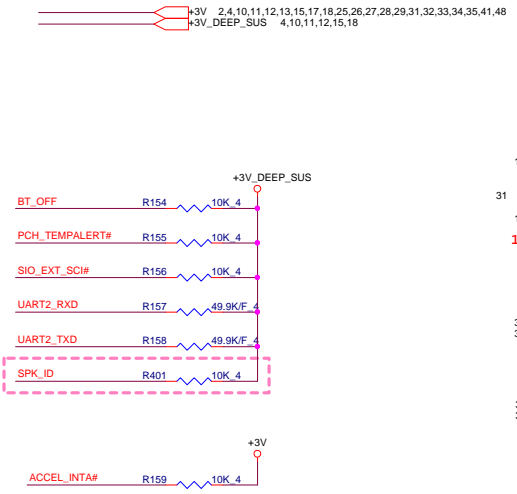 +3V 2,4,10,11,12,13,15,17,18,25,26,27,28,29,31,32,33,34,35,41,48
+3V_DEEP_SUS 4,10,11,12,15,18
+3V_DEEP_SUS
31
BT_OFF R154 10K_4
PCH_TEMPALERT# R155 10K_4
SIO_EXT_SCI# R156 10K_4
UART2_RXD R157 49.9K/F_4
UART2_TXD R158 49.9K/F_4
SPK_ID R401 10K_4
+3V
ACCEL_INTA# R159 10K_4